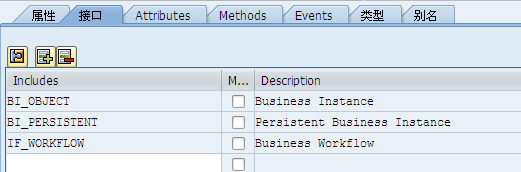 属性 接口 Attributes Methods Events 类型 别名
Includes M... Description
BI_OBJECT Business Instance
BI_PERSISTENT Persistent Business Instance
IF_WORKFLOW Business Workflow